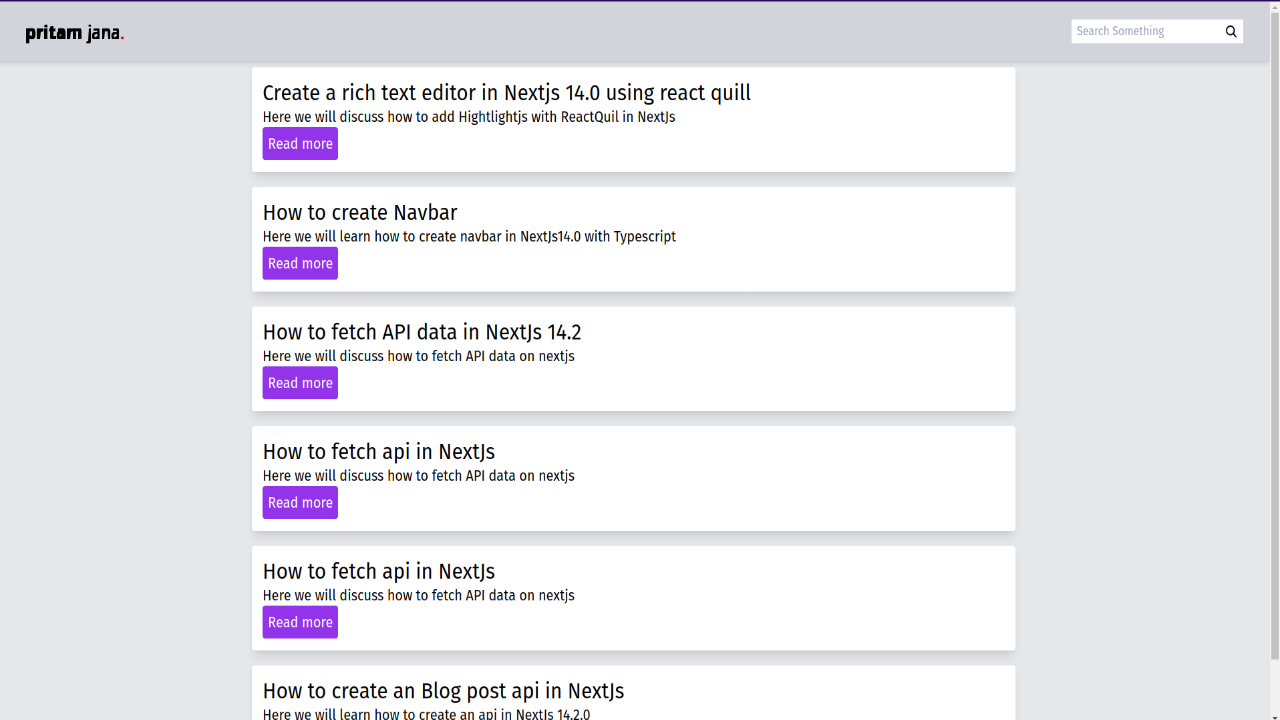 pritam jana.
Search Something
Create a rich text editor in Nextjs 14.0 using react quill
Here we will discuss how to add Hightlightjs with ReactQuil in NextJs
Read more
How to create Navbar
Here we will learn how to create navbar in NextJs14.0 with Typescript
Read more
How to fetch API data in NextJs 14.2
Here we will discuss how to fetch API data on nextjs
Read more
How to fetch api in NextJs
Here we will discuss how to fetch API data on nextjs
Read more
How to fetch api in NextJs
Here we will discuss how to fetch API data on nextjs
Read more
How to create an Blog post api in NextJs
Here we will learn how to create an api in NextJs 14.2.0